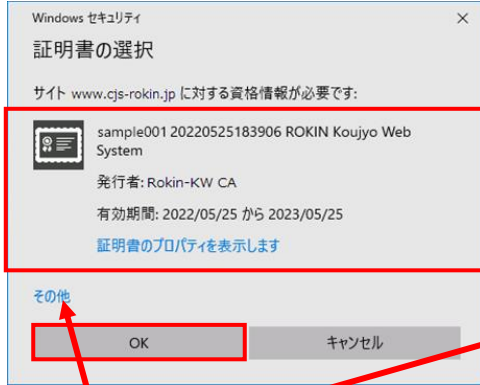 Windows セキュリティ
証明書の選択
サイト www.cjs-rokin.jp に対する資格情報が必要です:
sample001 20220525183906 ROKIN Koujyo Web
System
発行者: Rokin-KW CA
有効期間: 2022/05/25 から 2023/05/25
証明書のプロパティを表示します
その他
OK
キャンセル